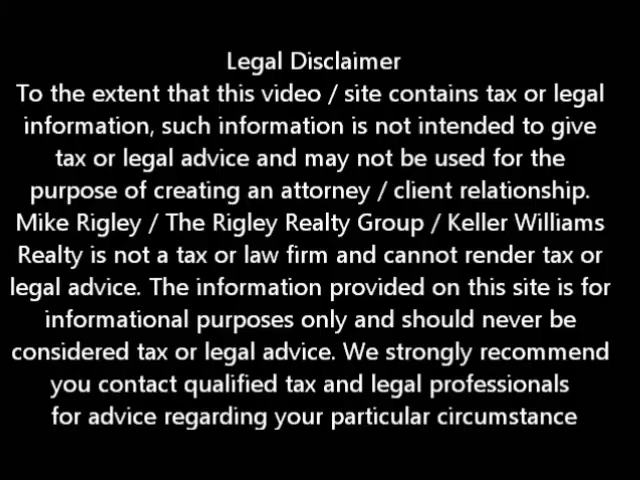 Legal Disclaimer
To the extent that this video / site contains tax or legal
information, such information is not intended to give
tax or legal advice and may not be used for the
purpose of creating an attorney / client relationship.
Mike Rigley / The Rigley Realty Group / Keller Williams
Realty is not a tax or law firm and cannot render tax or
legal advice. The information provided on this site is for
informational purposes only and should never be
considered tax or legal advice. We strongly recommend
you contact qualified tax and legal professionals
for advice regarding your particular circumstance